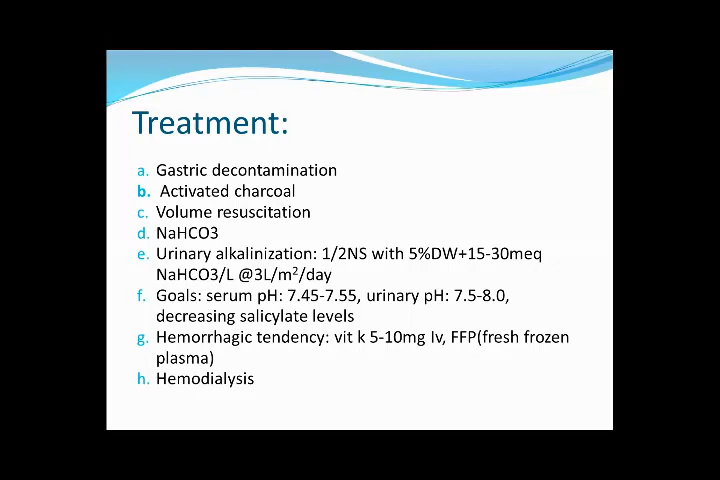 Treatment:
a. Gastric decontamination
b. Activated charcoal
c. Volume resuscitation
d. NaHCO3
e. Urinary alkalinization: 1/2NS with 5%DW+15-30meq
NaHCO3/L @3L/m²/day
f. Goals: serum pH: 7.45-7.55, urinary pH: 7.5-8.0,
decreasing salicylate levels
g. Hemorrhagic tendency: vit k 5-10mg Iv, FFP(fresh frozen
plasma)
h. Hemodialysis